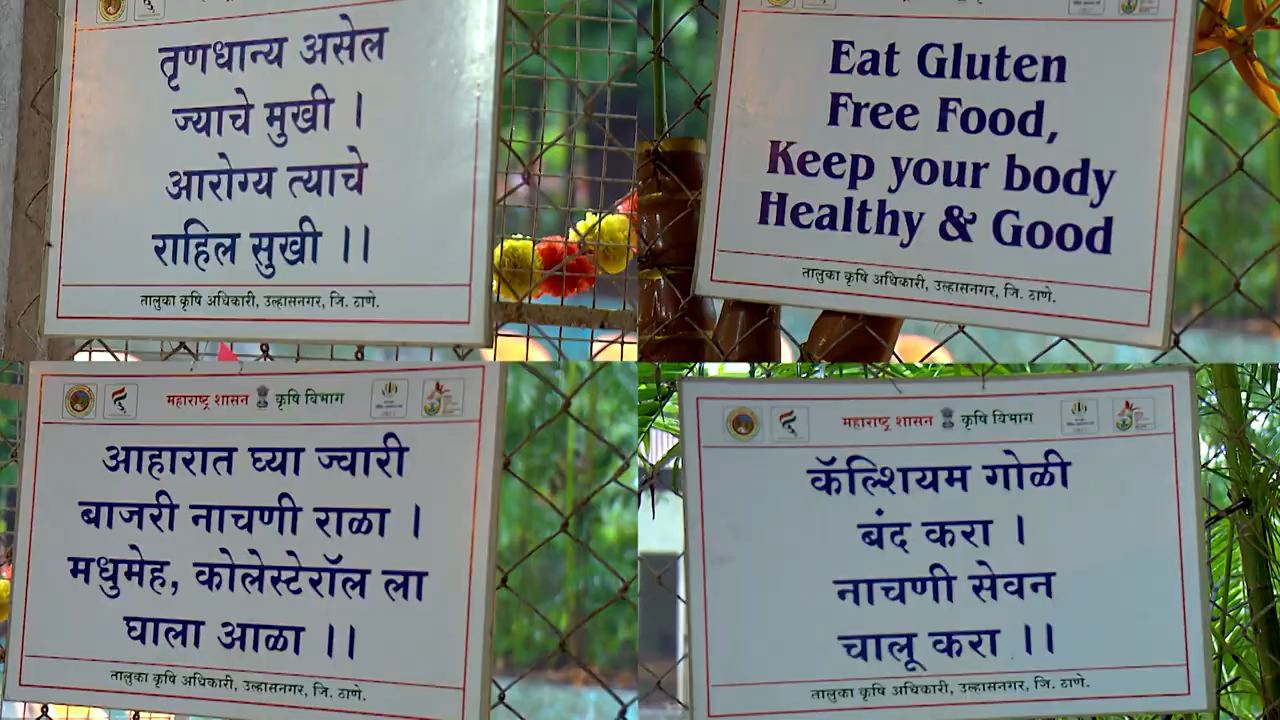 तृणधान्य असेल
ज्याचे मुखी ।
आरोग्य त्याचे
राहिल सुखी ।।
तालुका कृषि अधिकारी, उल्हासनगर, जि. ठाणे.
Eat Gluten
Free Food,
Keep your body
Healthy & Good
तालुका कृषि अधिकारी, उल्हासनगर, जि. ठाणे.
महाराष्ट्र शासन कृषि विभाग
आहारात घ्या ज्वारी
बाजरी नाचणी राळा ।
मधुमेह, कोलेस्टेरॉल ला
घाला आळा ।।
तालुका कृषि अधिकारी, उल्हासनगर, जि. ठाणे.
महाराष्ट्र शासन कृषि विभाग
कॅल्शियम गोळी
बंद करा ।
नाचणी सेवन
चालू करा ।।
तालुका कृषि अधिकारी, उल्हासनगर, जि. ठाणे.